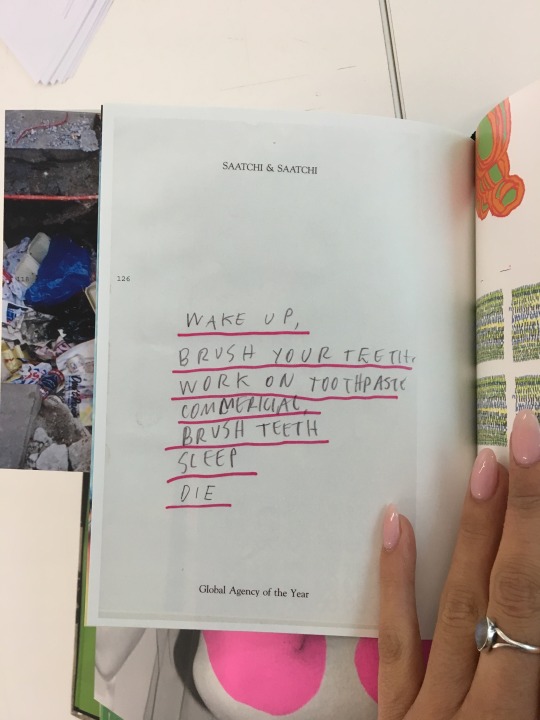 SAATCHI & SAATCHI
126
WAKE UP,
BRUSH YOUR TEETH,
WORK ON TOOTHPASTE
COMMERICIAL,
BRUSH TEETH
SLEEP
DIE
Global Agency of the Year